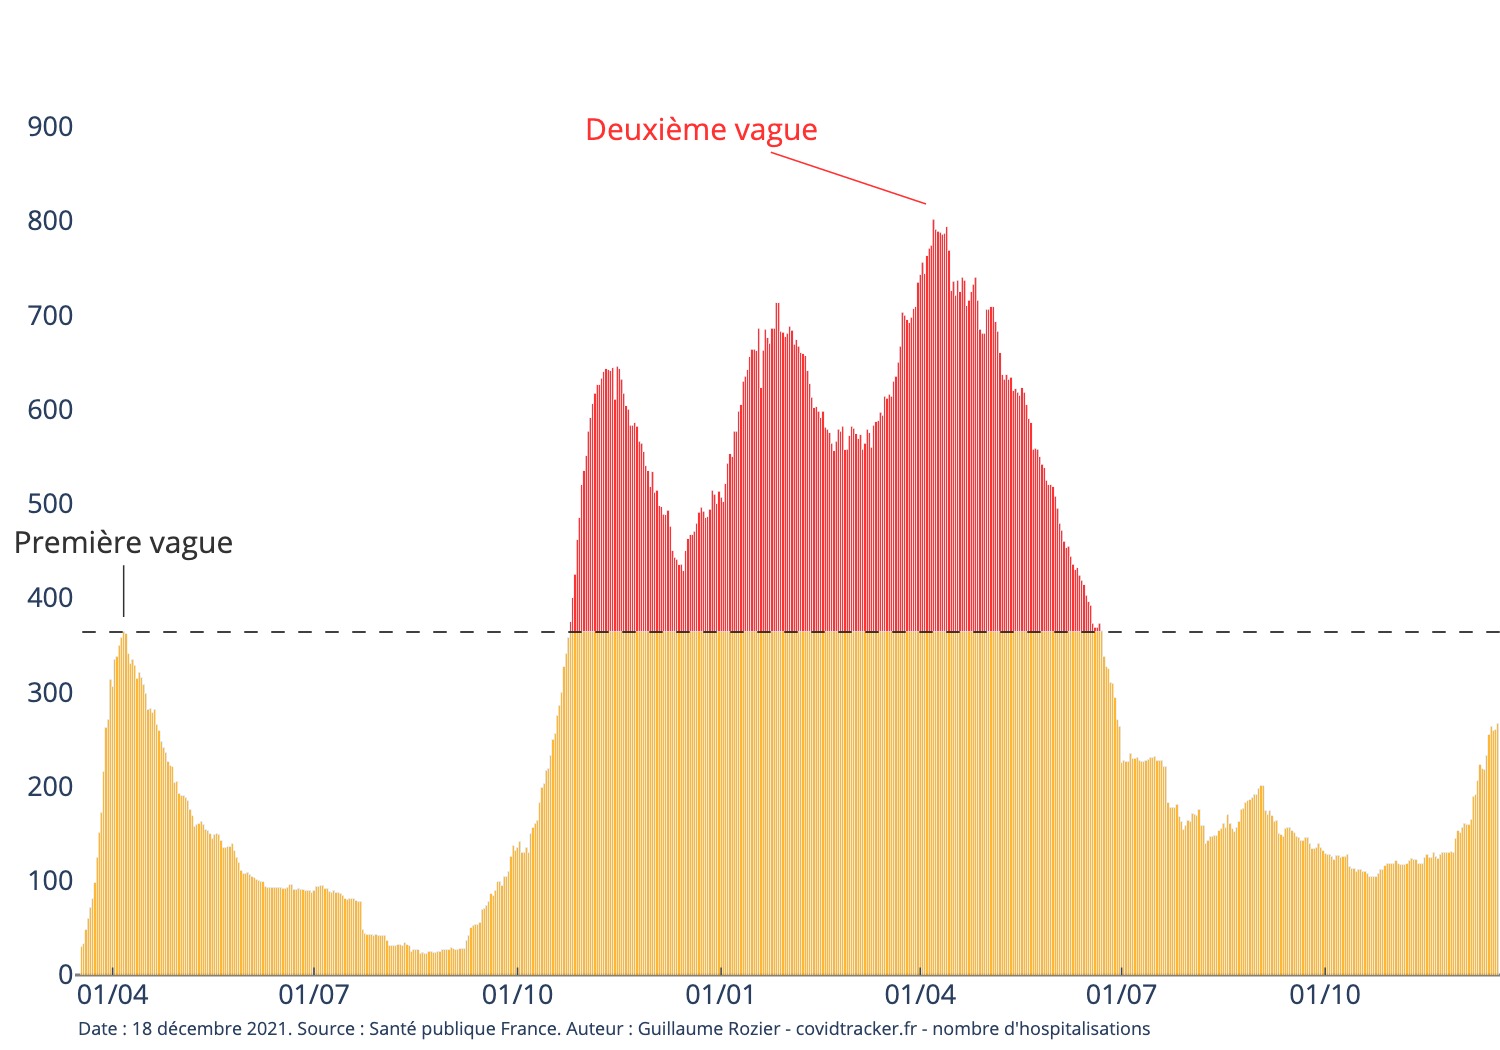 900
Deuxième vague
800
700
600
500
Première vague
400
300
200
100
0
01/04 01/07 01/10 01/01 01/04 01/07 01/10
Date : 18 décembre 2021. Source : Santé publique France. Auteur : Guillaume Rozier - covidtracker.fr - nombre d'hospitalisations